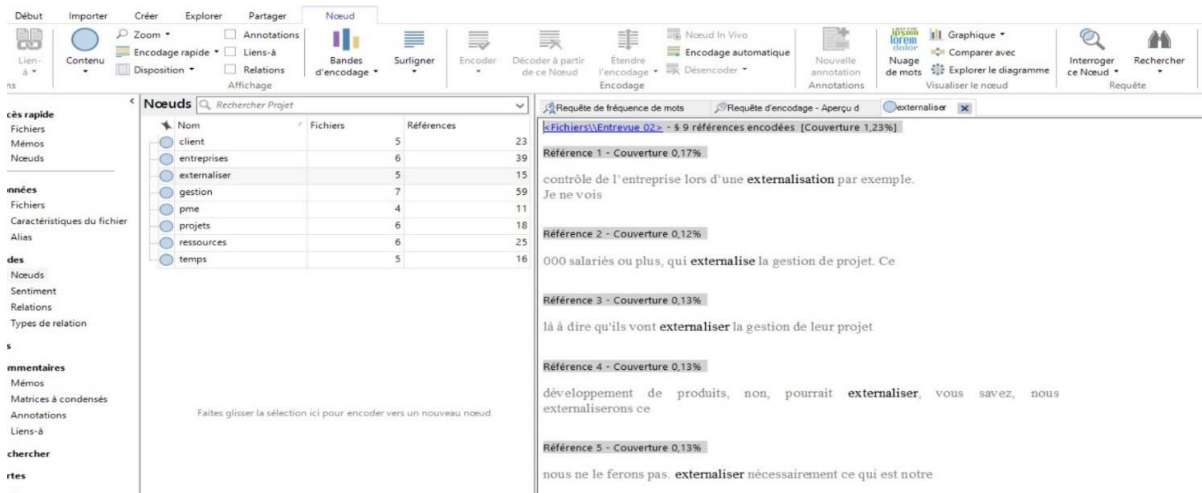 Début Importer Créer Explorer Partager Nœud
Lien-à
Contenu
Zoom
Encodage rapide
Disposition
Annotations
Liens-à
Relations
Affichage
Bandes d'encodage
Surligner
Encoder
Décoder à partir de ce Nœud
Étendre l'encodage
Nœud In Vivo
Encodage automatique
Désencoder
Encodage
Nouvelle annotation
Annotations
Nuage de mots
Graphique
Comparer avec
Explorer le diagramme
Visualiser le nœud
Interroger ce Nœud
Rechercher
Requête
ccès rapide
Fichiers
Mémos
Nœuds
onnées
Fichiers
Caractéristiques du fichier
Alias
des
Nœuds
Sentiment
Relations
Types de relation
s
mmentaires
Mémos
Matrices à condensés
Annotations
Liens-à
chercher
rtes
Nœuds Rechercher Projet
Nom Fichiers Références
client 5 23
entreprises 6 39
externaliser 5 15
gestion 7 59
pme 4 11
projets 6 18
ressources 6 25
temps 5 16
Faites glisser la sélection ici pour encoder vers un nouveau nœud
Requête de fréquence de mots Requête d'encodage - Aperçu d externaliser
<Fichiers\\Entrevue 02> - § 9 références encodées [Couverture 1,23%]
Référence 1 - Couverture 0,17%
contrôle de l'entreprise lors d'une externalisation par exemple.
Je ne vois
Référence 2 - Couverture 0,12%
000 salariés ou plus, qui externalise la gestion de projet. Ce
Référence 3 - Couverture 0,13%
là à dire qu'ils vont externaliser la gestion de leur projet
Référence 4 - Couverture 0,13%
développement de produits, non, pourrait externaliser, vous savez, nous
externaliserons ce
Référence 5 - Couverture 0,13%
nous ne le ferons pas. externaliser nécessairement ce qui est notre